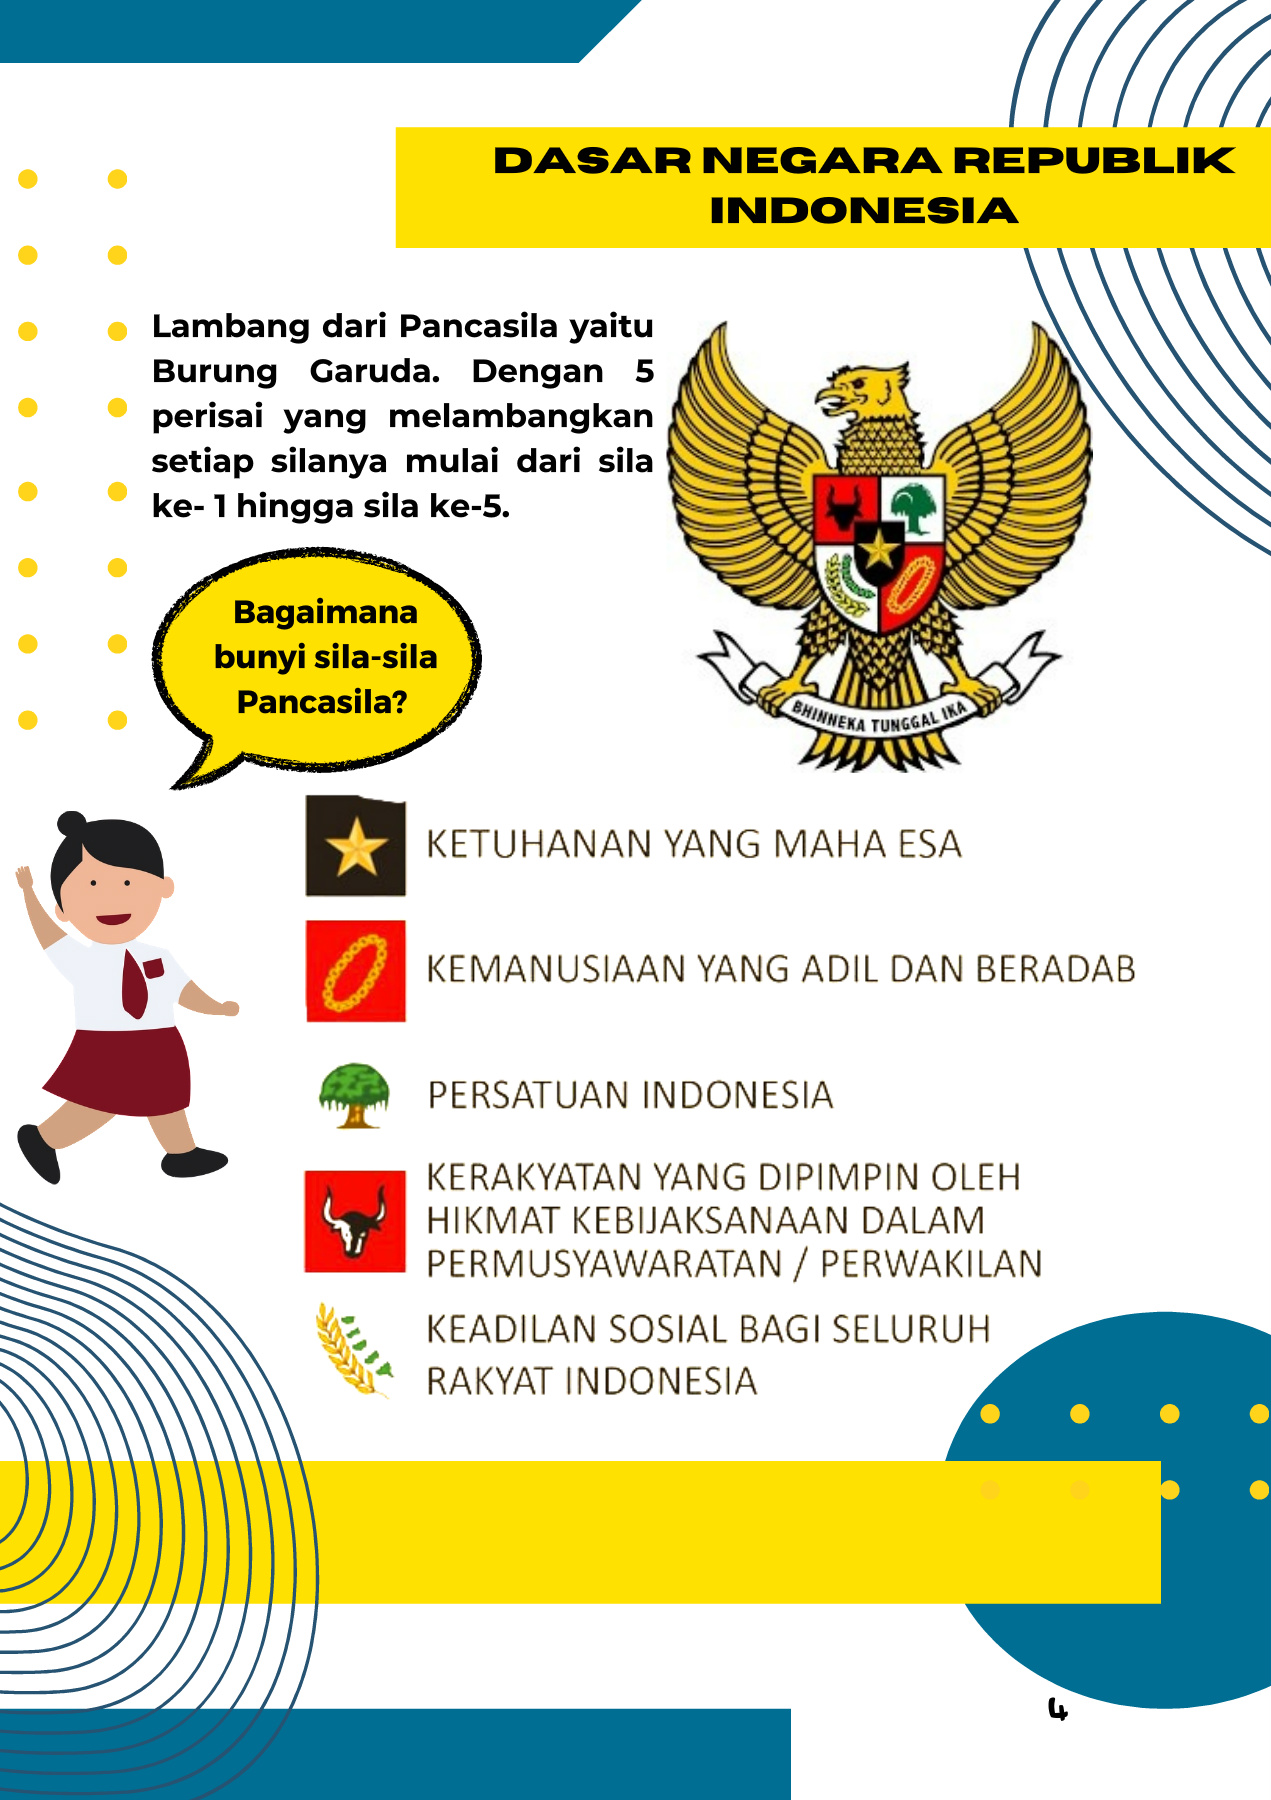 DASAR NEGARA REPUBLIK
INDONESIA
Lambang dari Pancasila yaitu
Burung Garuda. Dengan 5
perisai yang melambangkan
setiap silanya mulai dari sila
ke- 1 hingga sila ke-5.
BHINNEKA TUNGGAL IKA
Bagaimana
bunyi sila-sila
Pancasila?
KETUHANAN YANG MAHA ESA
KEMANUSIAAN YANG ADIL DAN BERADAB
PERSATUAN INDONESIA
KERAKYATAN YANG DIPIMPIN OLEH
HIKMAT KEBIJAKSANAAN DALAM
PERMUSYAWARATAN / PERWAKILAN
KEADILAN SOSIAL BAGI SELURUH
RAKYAT INDONESIA
4